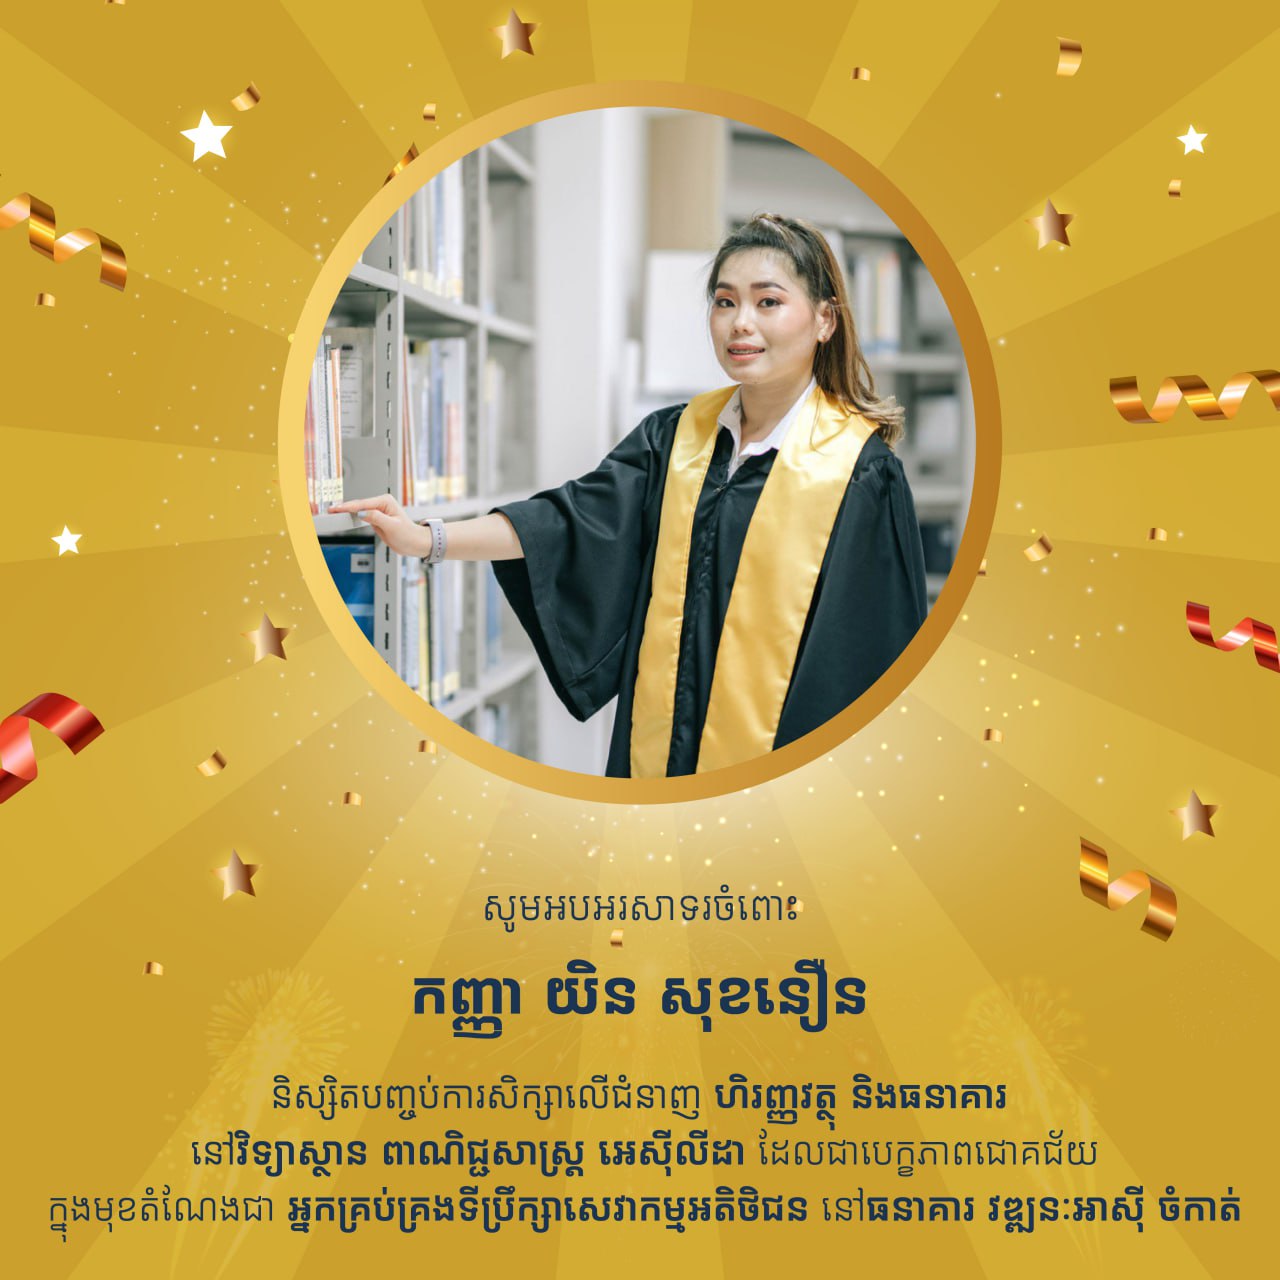 សូមអបអរសាទរចំពោះ
កញ្ញា យិន សុខនឿន
និស្សិតបញ្ចប់ការសិក្សាលើជំនាញ ហិរញ្ញវត្ថុ និងធនាគារ
នៅវិទ្យាស្ថាន ពាណិជ្ជសាស្ត្រ អេស៊ីលីដា ដែលជាបេក្ខភាពជោគជ័យ
ក្នុងមុខតំណែងជា អ្នកគ្រប់គ្រងទីប្រឹក្សាសេវាកម្មអតិថិជន នៅធនាគារ វឌ្ឍនៈអាស៊ី ចំកាត់